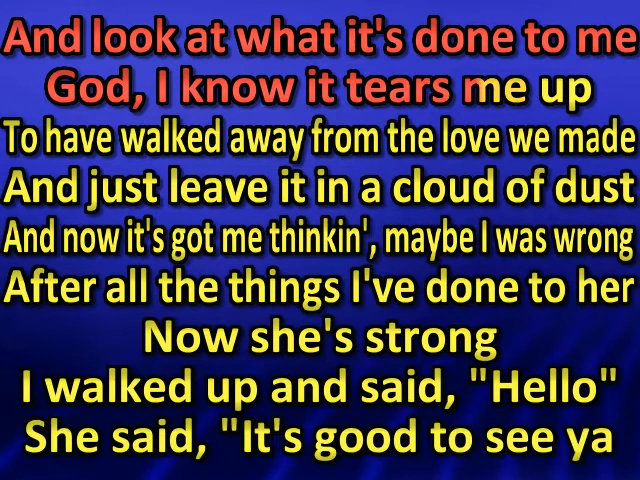 And look at what it's done to me
God, I know it tears me up
To have walked away from the love we made
And just leave it in a cloud of dust
And now it's got me thinkin', maybe I was wrong
After all the things I've done to her
Now she's strong
I walked up and said, "Hello"
She said, "It's good to see ya